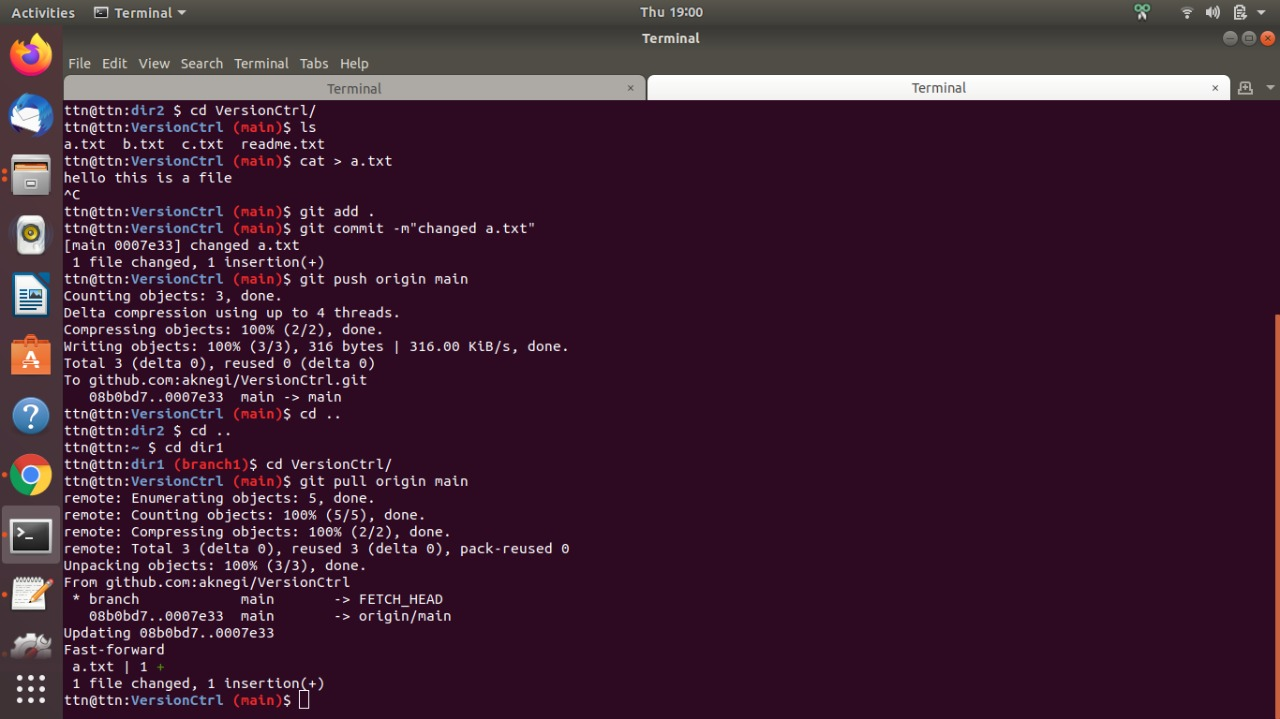 Activities Terminal Thu 19:00
Terminal
File Edit View Search Terminal Tabs Help
Terminal × Terminal ×
ttn@ttn:dir2 $ cd VersionCtrl/
ttn@ttn:VersionCtrl (main)$ ls
a.txt  b.txt  c.txt  readme.txt
ttn@ttn:VersionCtrl (main)$ cat > a.txt
hello this is a file
^C
ttn@ttn:VersionCtrl (main)$ git add .
ttn@ttn:VersionCtrl (main)$ git commit -m"changed a.txt"
[main 0007e33] changed a.txt
 1 file changed, 1 insertion(+)
ttn@ttn:VersionCtrl (main)$ git push origin main
Counting objects: 3, done.
Delta compression using up to 4 threads.
Compressing objects: 100% (2/2), done.
Writing objects: 100% (3/3), 316 bytes | 316.00 KiB/s, done.
Total 3 (delta 0), reused 0 (delta 0)
To github.com:aknegi/VersionCtrl.git
   08b0bd7..0007e33  main -> main
ttn@ttn:VersionCtrl (main)$ cd ..
ttn@ttn:dir2 $ cd ..
ttn@ttn:~ $ cd dir1
ttn@ttn:dir1 (branch1)$ cd VersionCtrl/
ttn@ttn:VersionCtrl (main)$ git pull origin main
remote: Enumerating objects: 5, done.
remote: Counting objects: 100% (5/5), done.
remote: Compressing objects: 100% (2/2), done.
remote: Total 3 (delta 0), reused 3 (delta 0), pack-reused 0
Unpacking objects: 100% (3/3), done.
From github.com:aknegi/VersionCtrl
 * branch            main       -> FETCH_HEAD
   08b0bd7..0007e33  main       -> origin/main
Updating 08b0bd7..0007e33
Fast-forward
 a.txt | 1 +
 1 file changed, 1 insertion(+)
ttn@ttn:VersionCtrl (main)$